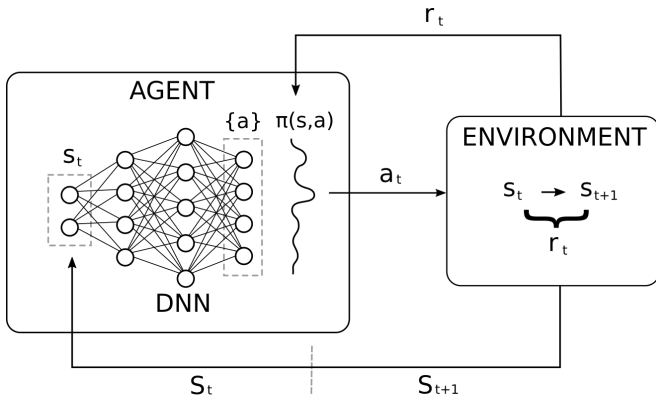 r t
AGENT
{a} π(s,a)
s t
ENVIRONMENT
a t
s t → s t+1
r t
DNN
S t
S t+1